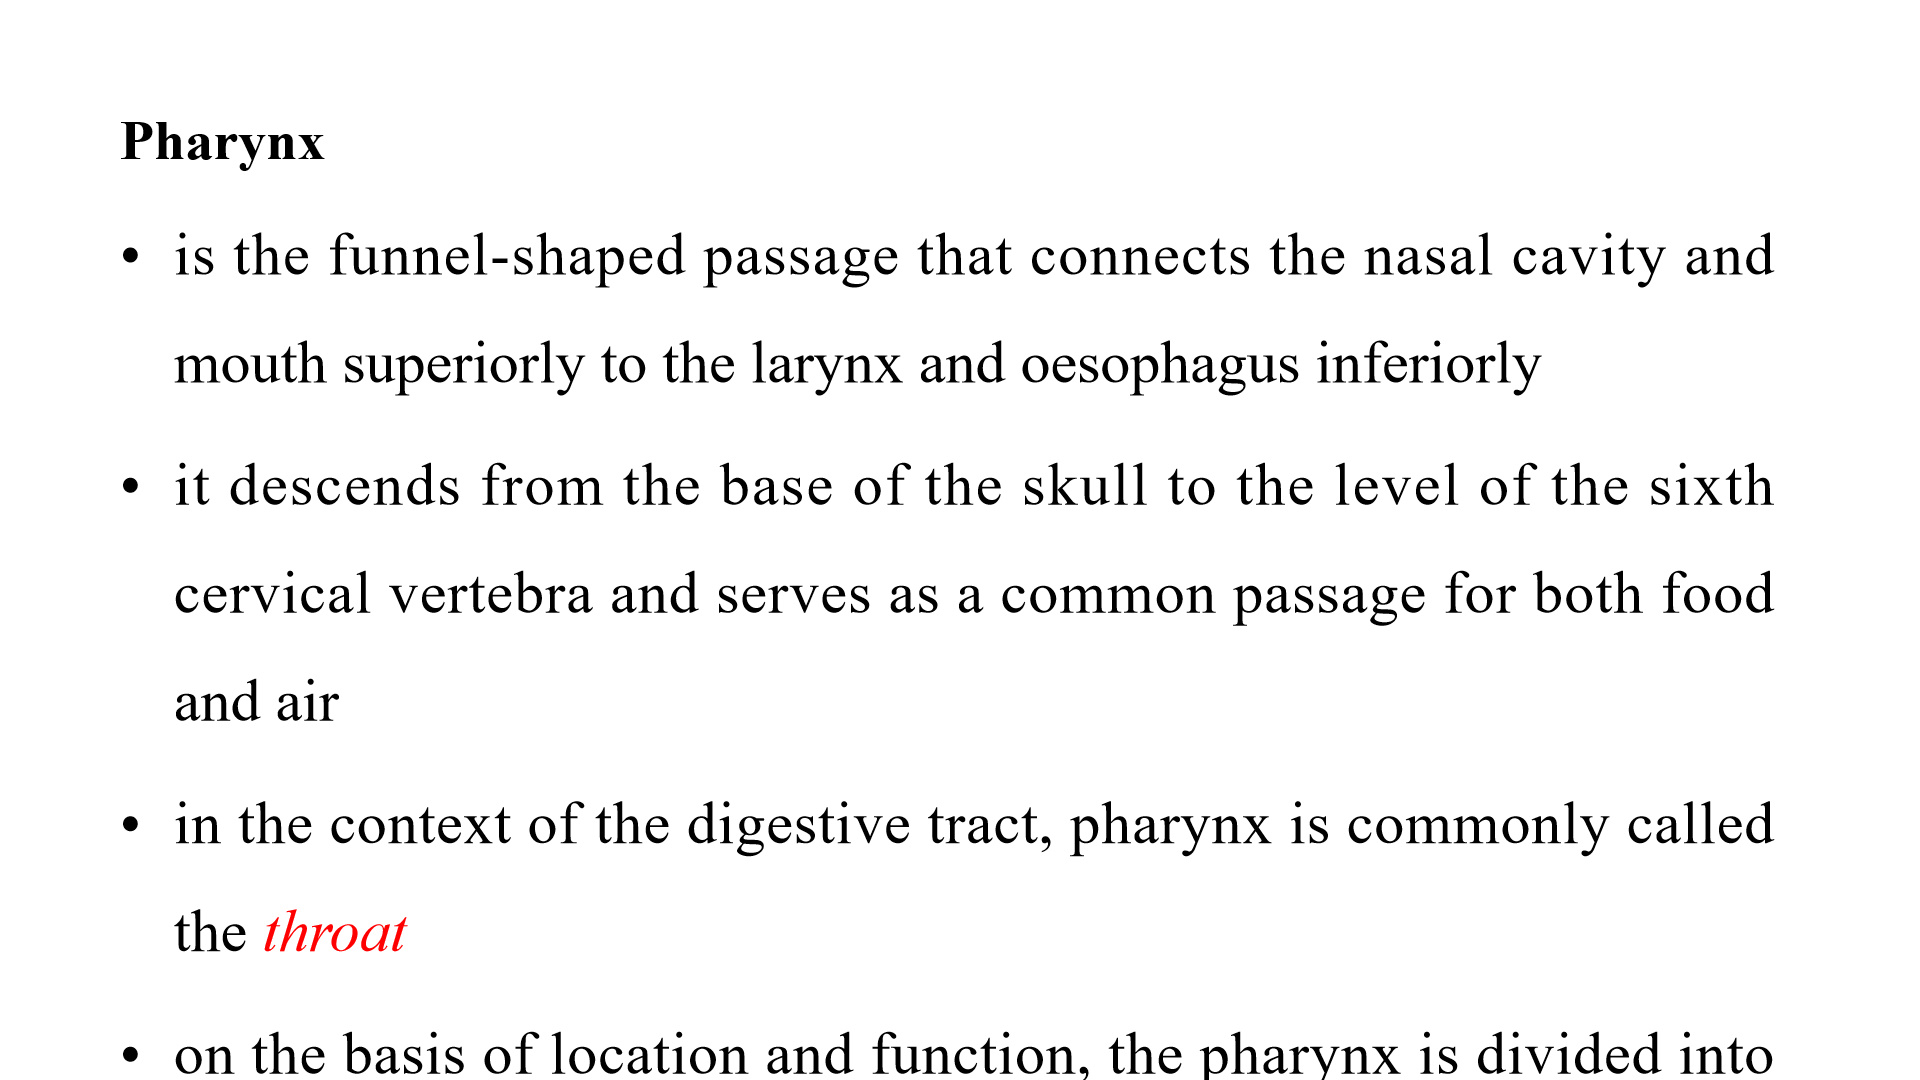 Pharynx
• is the funnel-shaped passage that connects the nasal cavity and
mouth superiorly to the larynx and oesophagus inferiorly
• it descends from the base of the skull to the level of the sixth
cervical vertebra and serves as a common passage for both food
and air
• in the context of the digestive tract, pharynx is commonly called
the throat
• on the basis of location and function, the pharynx is divided into